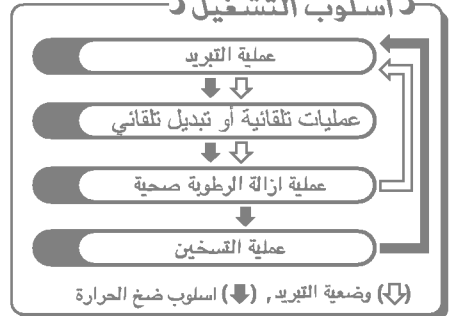 اسلوب التشغيل
عملية التبريد
عمليات تلقائية أو تبديل تلقائي
عملية ازالة الرطوبة صحية
عملية التسخين
(⇩) وضعية التبريد , (⬇) اسلوب ضخ الحرارة